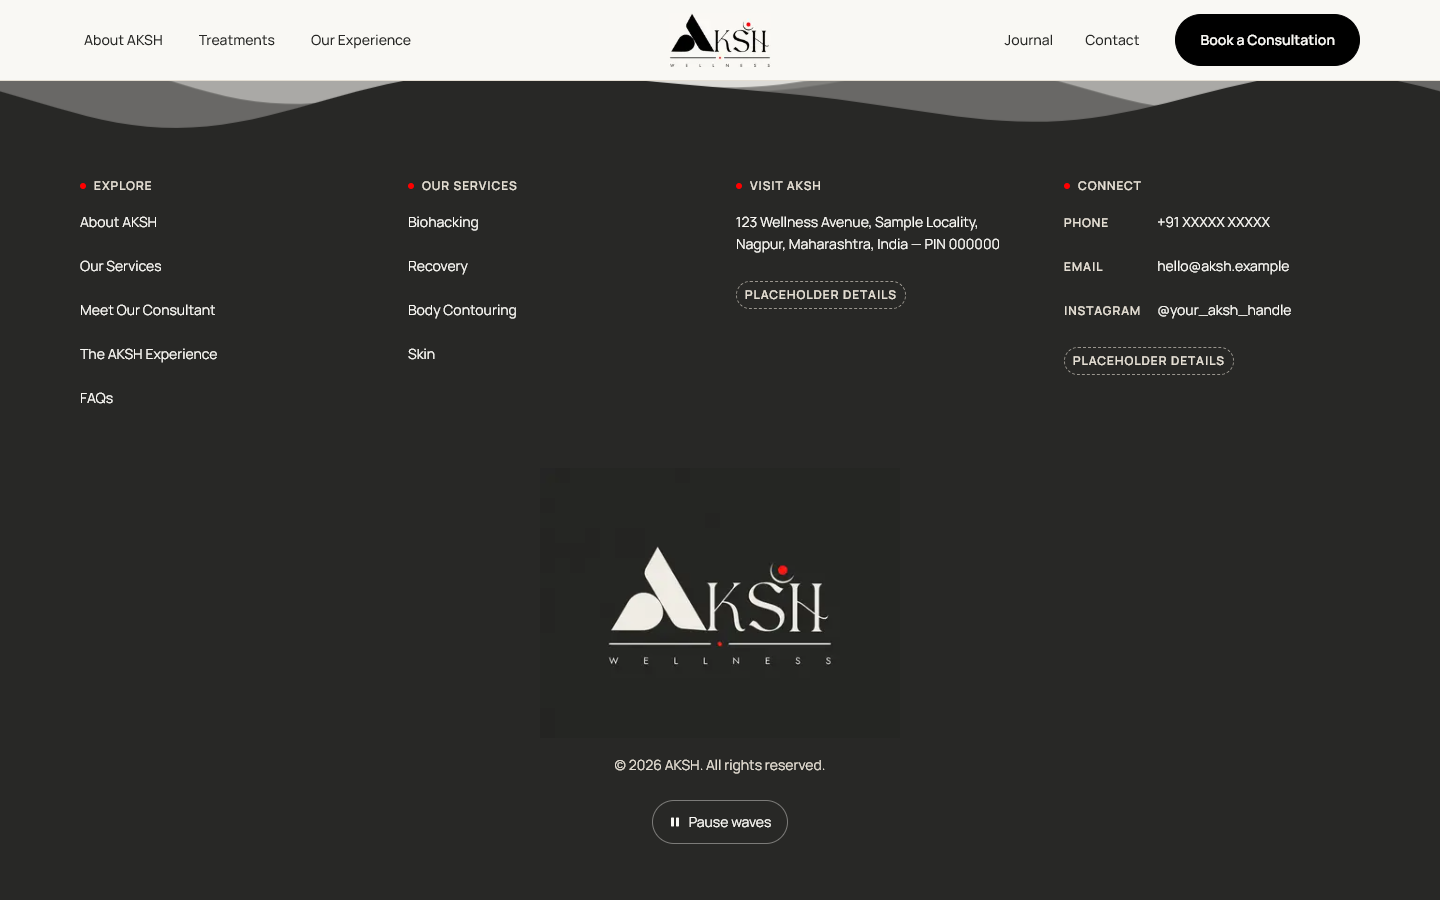 About AKSH
Treatments
Our Experience
AKSH
WELLNESS
Journal
Contact
Book a Consultation
EXPLORE
About AKSH
Our Services
Meet Our Consultant
The AKSH Experience
FAQs
OUR SERVICES
Biohacking
Recovery
Body Contouring
Skin
VISIT AKSH
123 Wellness Avenue, Sample Locality,
Nagpur, Maharashtra, India — PIN 000000
PLACEHOLDER DETAILS
CONNECT
PHONE +91 XXXXX XXXXX
EMAIL hello@aksh.example
INSTAGRAM @your_aksh_handle
PLACEHOLDER DETAILS
AKSH
WELLNESS
© 2026 AKSH. All rights reserved.
Pause waves